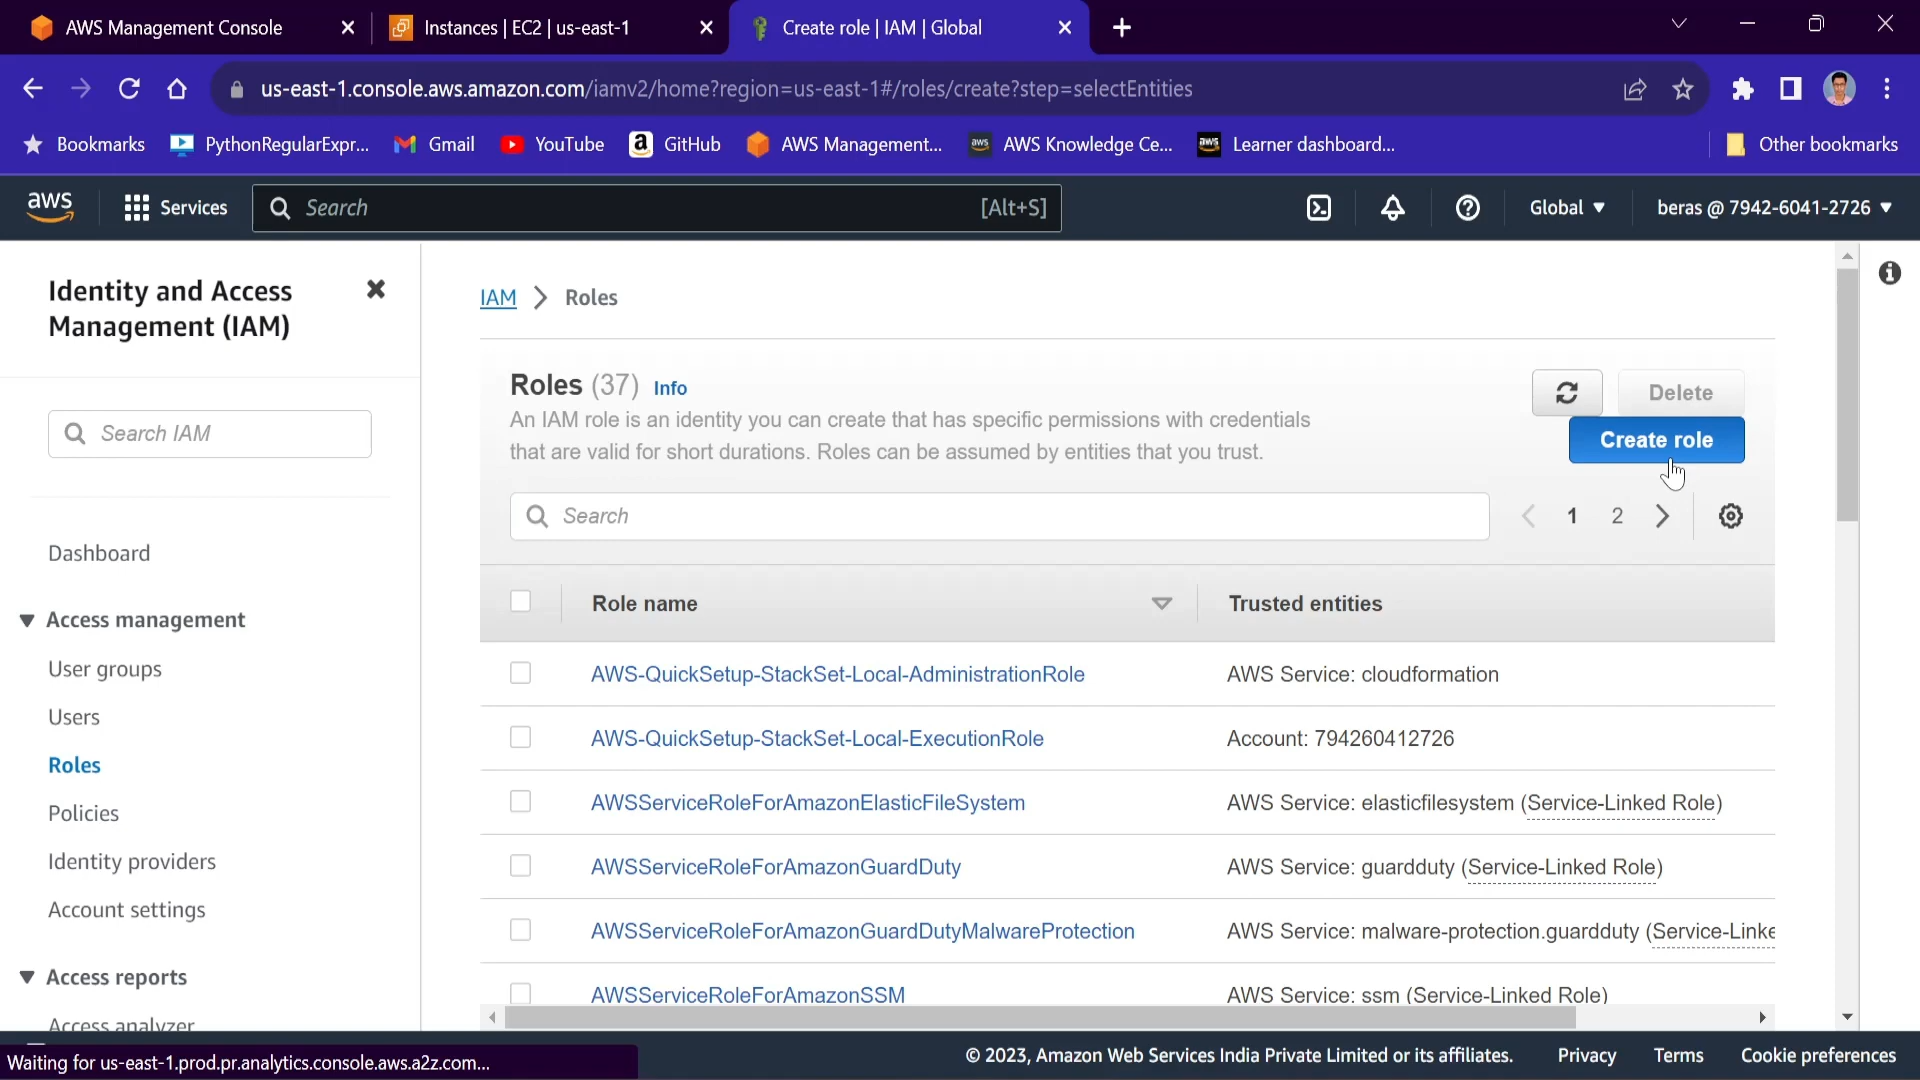 AWS Management Console
Instances | EC2 | us-east-1
Create role | IAM | Global
us-east-1.console.aws.amazon.com/iamv2/home?region=us-east-1#/roles/create?step=selectEntities
Bookmarks
PythonRegularExpr...
Gmail
YouTube
GitHub
AWS Management...
AWS Knowledge Ce...
Learner dashboard...
Other bookmarks
aws
Services
Search
[Alt+S]
Global
beras @ 7942-6041-2726
Identity and Access
Management (IAM)
Search IAM
Dashboard
Access management
User groups
Users
Roles
Policies
Identity providers
Account settings
Access reports
Access analyzer
IAM > Roles
Roles (37) Info
An IAM role is an identity you can create that has specific permissions with credentials
that are valid for short durations. Roles can be assumed by entities that you trust.
Delete
Create role
Search
1 2
Role name Trusted entities
AWS-QuickSetup-StackSet-Local-AdministrationRole AWS Service: cloudformation
AWS-QuickSetup-StackSet-Local-ExecutionRole Account: 794260412726
AWSServiceRoleForAmazonElasticFileSystem AWS Service: elasticfilesystem (Service-Linked Role)
AWSServiceRoleForAmazonGuardDuty AWS Service: guardduty (Service-Linked Role)
AWSServiceRoleForAmazonGuardDutyMalwareProtection AWS Service: malware-protection.guardduty (Service-Linke
AWSServiceRoleForAmazonSSM AWS Service: ssm (Service-Linked Role)
Waiting for us-east-1.prod.pr.analytics.console.aws.a2z.com...
© 2023, Amazon Web Services India Private Limited or its affiliates. Privacy Terms Cookie preferences